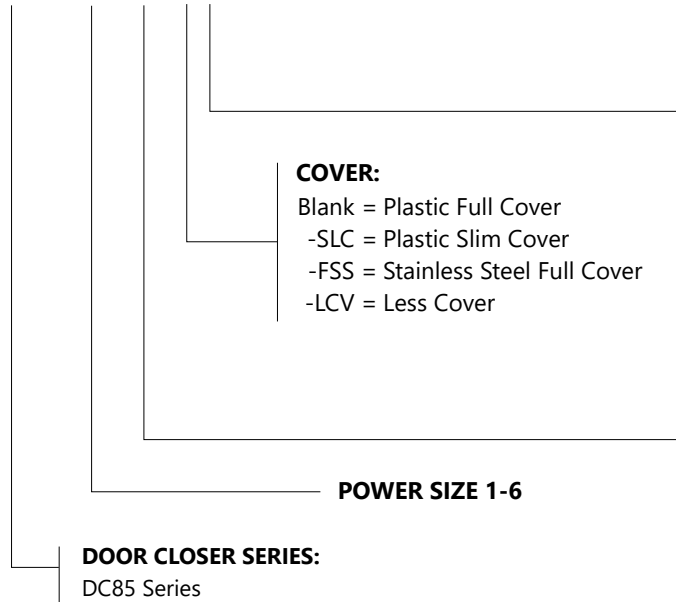 COVER:
Blank = Plastic Full Cover
-SLC = Plastic Slim Cover
-FSS = Stainless Steel Full Cover
-LCV = Less Cover
POWER SIZE 1-6
DOOR CLOSER SERIES:
DC85 Series